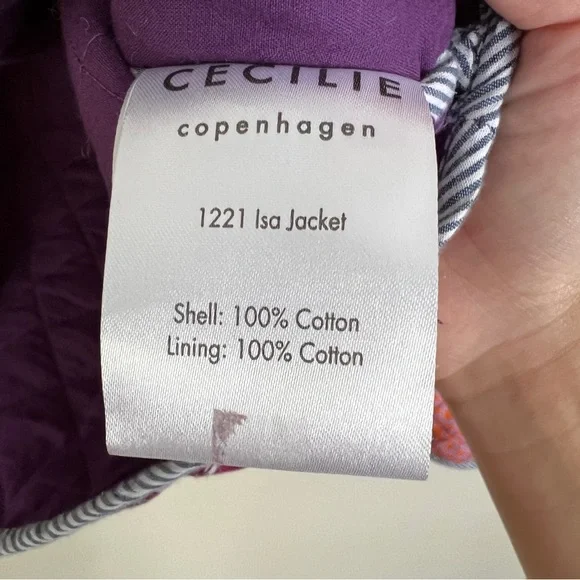 CECILIE
copenhagen
1221 Isa Jacket
Shell: 100% Cotton
Lining: 100% Cotton